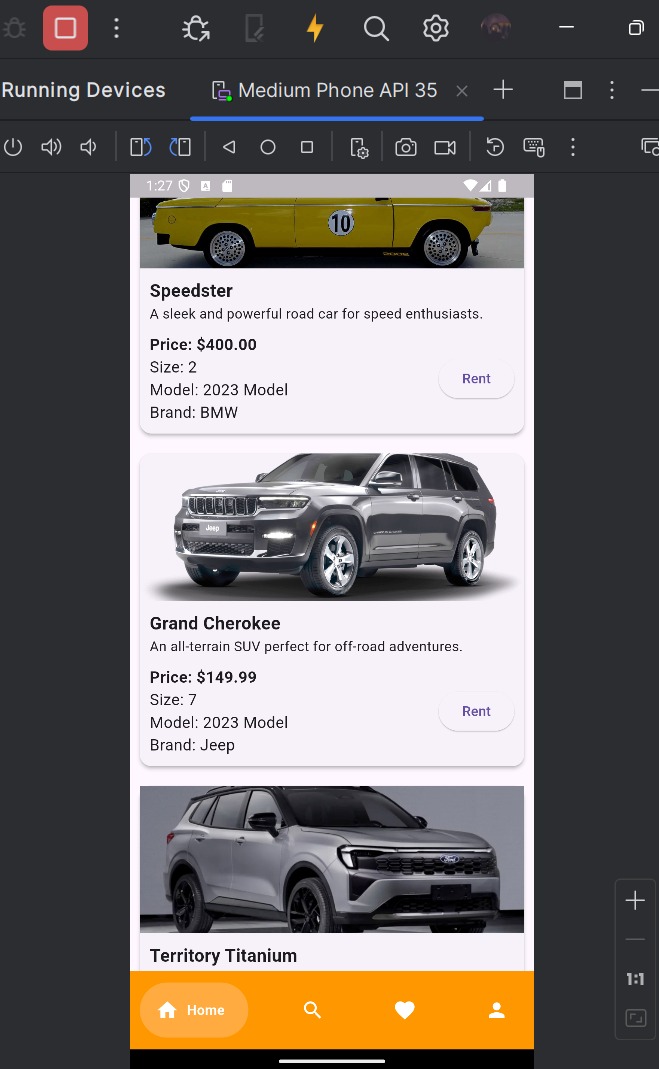 Running Devices
Medium Phone API 35
1:27
A
10
Speedster
A sleek and powerful road car for speed enthusiasts.
Price: $400.00
Size: 2
Model: 2023 Model
Rent
Brand: BMW
Jeep
Grand Cherokee
An all-terrain SUV perfect for off-road adventures.
Price: $149.99
Size: 7
Model: 2023 Model
Rent
Brand: Jeep
Ford
Territory Titanium
Home
1:1